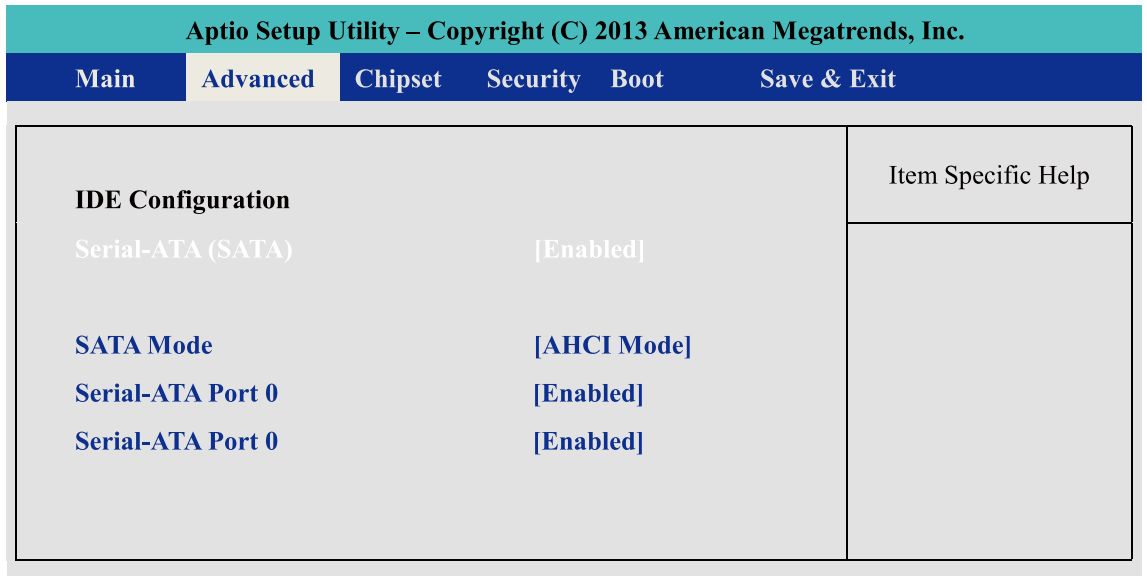 Aptio Setup Utility – Copyright (C) 2013 American Megatrends, Inc.
Main Advanced Chipset Security Boot Save & Exit
Item Specific Help
IDE Configuration
Serial-ATA (SATA) [Enabled]
SATA Mode [AHCI Mode]
Serial-ATA Port 0 [Enabled]
Serial-ATA Port 0 [Enabled]